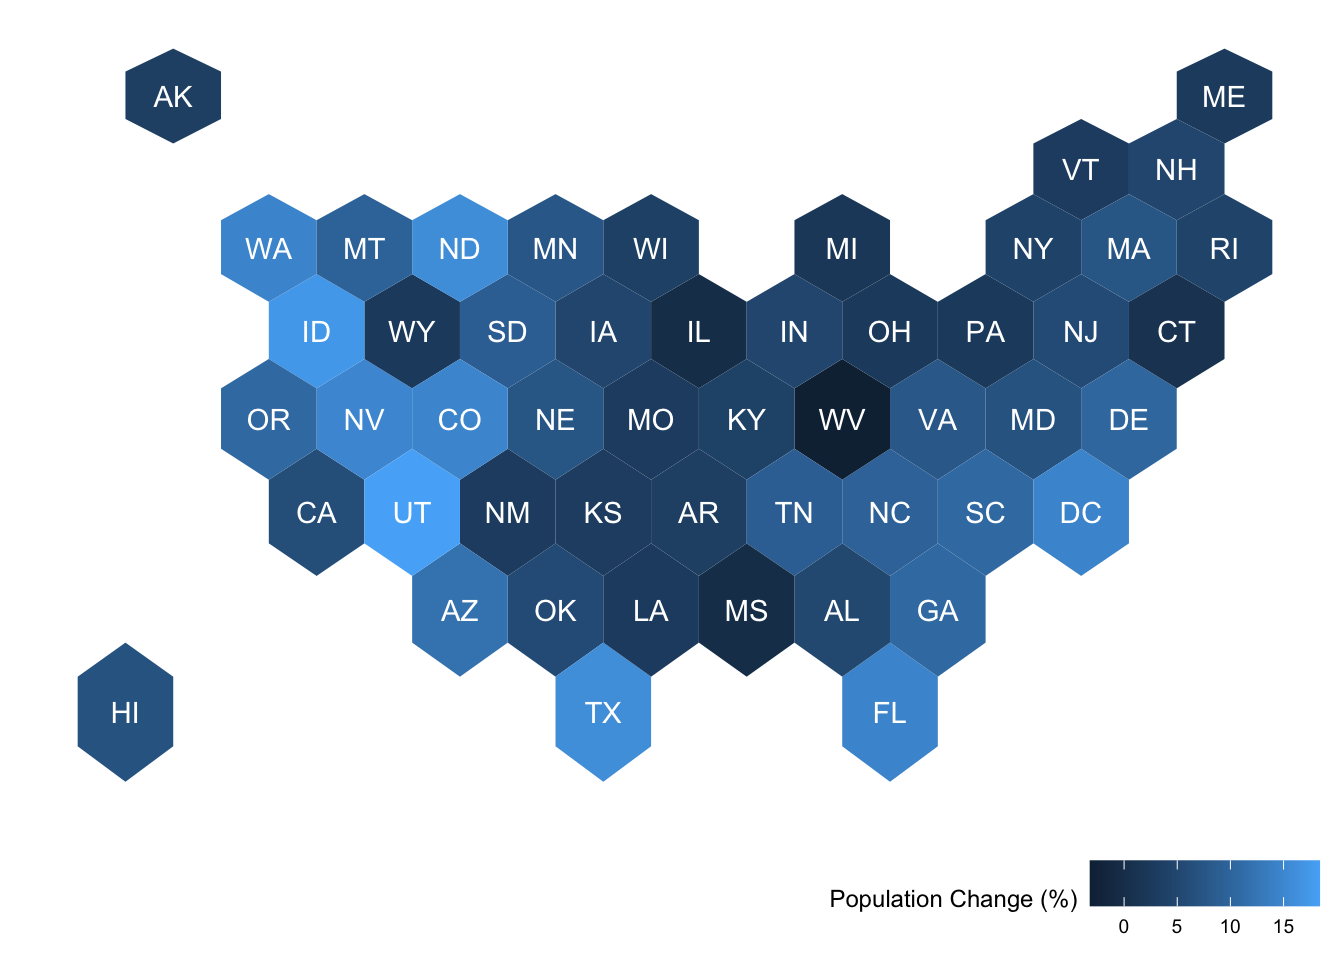 AK
ME
VT NH
WA MT ND MN WI MI NY MA RI
ID WY SD IA IL IN OH PA NJ CT
OR NV CO NE MO KY WV VA MD DE
CA UT NM KS AR TN NC SC DC
AZ OK LA MS AL GA
HI TX FL
Population Change (%)
0 5 10 15